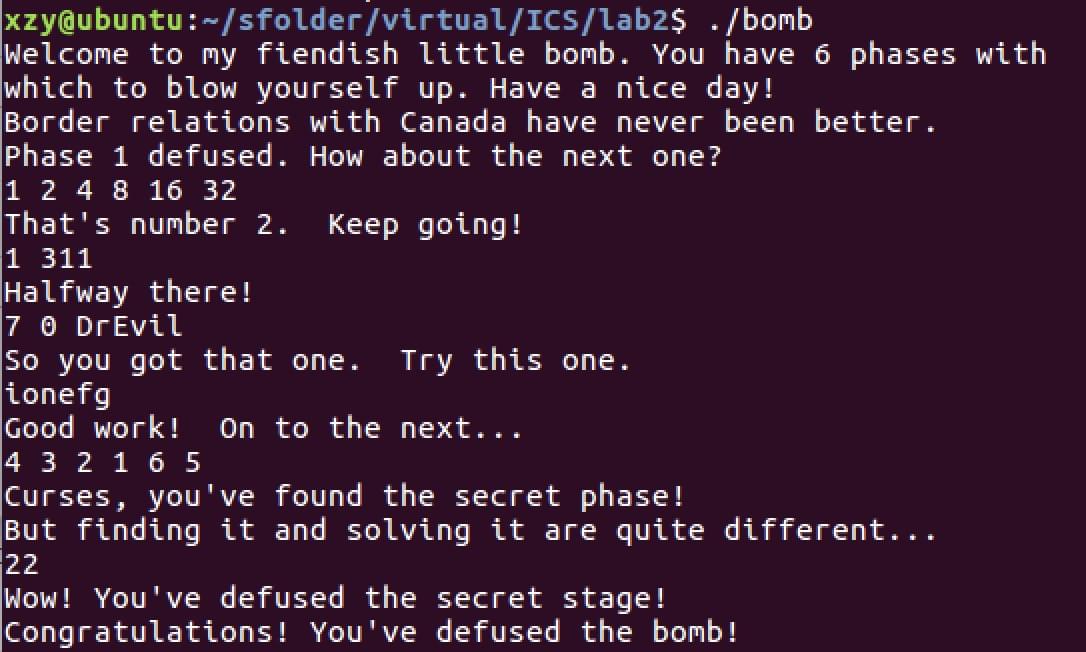 xzy@ubuntu:~/sfolder/virtual/ICS/lab2$ ./bomb
Welcome to my fiendish little bomb. You have 6 phases with
which to blow yourself up. Have a nice day!
Border relations with Canada have never been better.
Phase 1 defused. How about the next one?
1 2 4 8 16 32
That's number 2.  Keep going!
1 311
Halfway there!
7 0 DrEvil
So you got that one.  Try this one.
ionefg
Good work!  On to the next...
4 3 2 1 6 5
Curses, you've found the secret phase!
But finding it and solving it are quite different...
22
Wow! You've defused the secret stage!
Congratulations! You've defused the bomb!